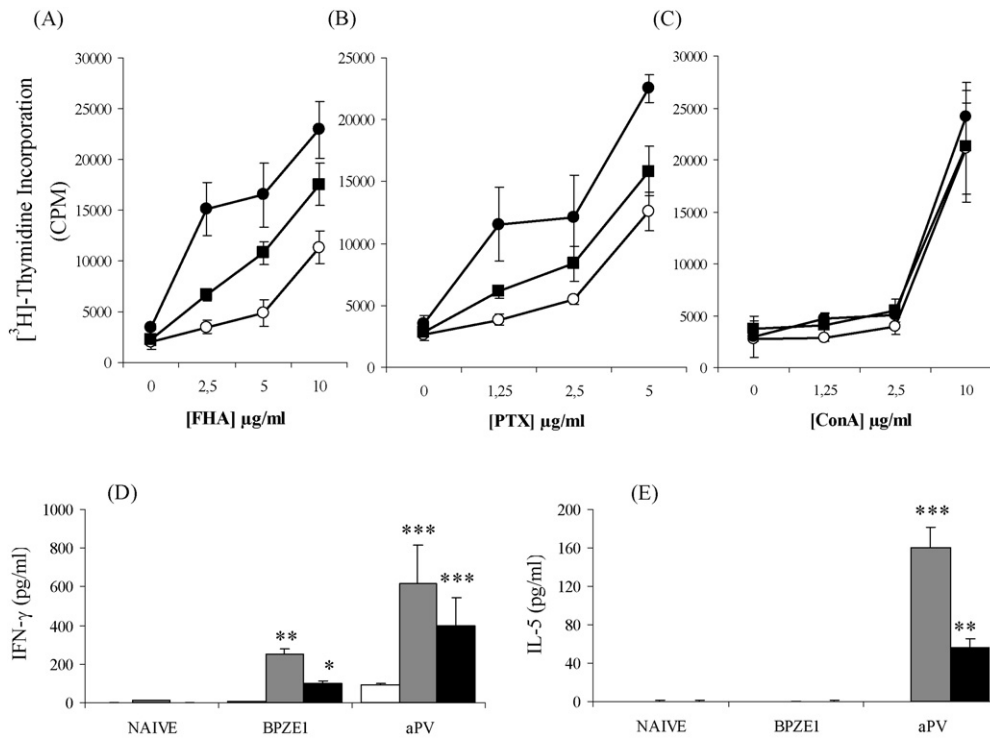 (A)
(B)
(C)
[³H]-Thymidine Incorporation
(CPM)
30000
25000
20000
15000
10000
5000
0
0 2,5 5 10
[FHA] µg/ml
25000
20000
15000
10000
5000
0
0 1,25 2,5 5
[PTX] µg/ml
30000
25000
20000
15000
10000
5000
0
0 1,25 2,5 10
[ConA] µg/ml
(D)
IFN-γ (pg/ml)
1000
800
600
400
200
0
**
*
***
***
NAIVE BPZE1 aPV
(E)
IL-5 (pg/ml)
200
160
120
80
40
0
***
**
NAIVE BPZE1 aPV